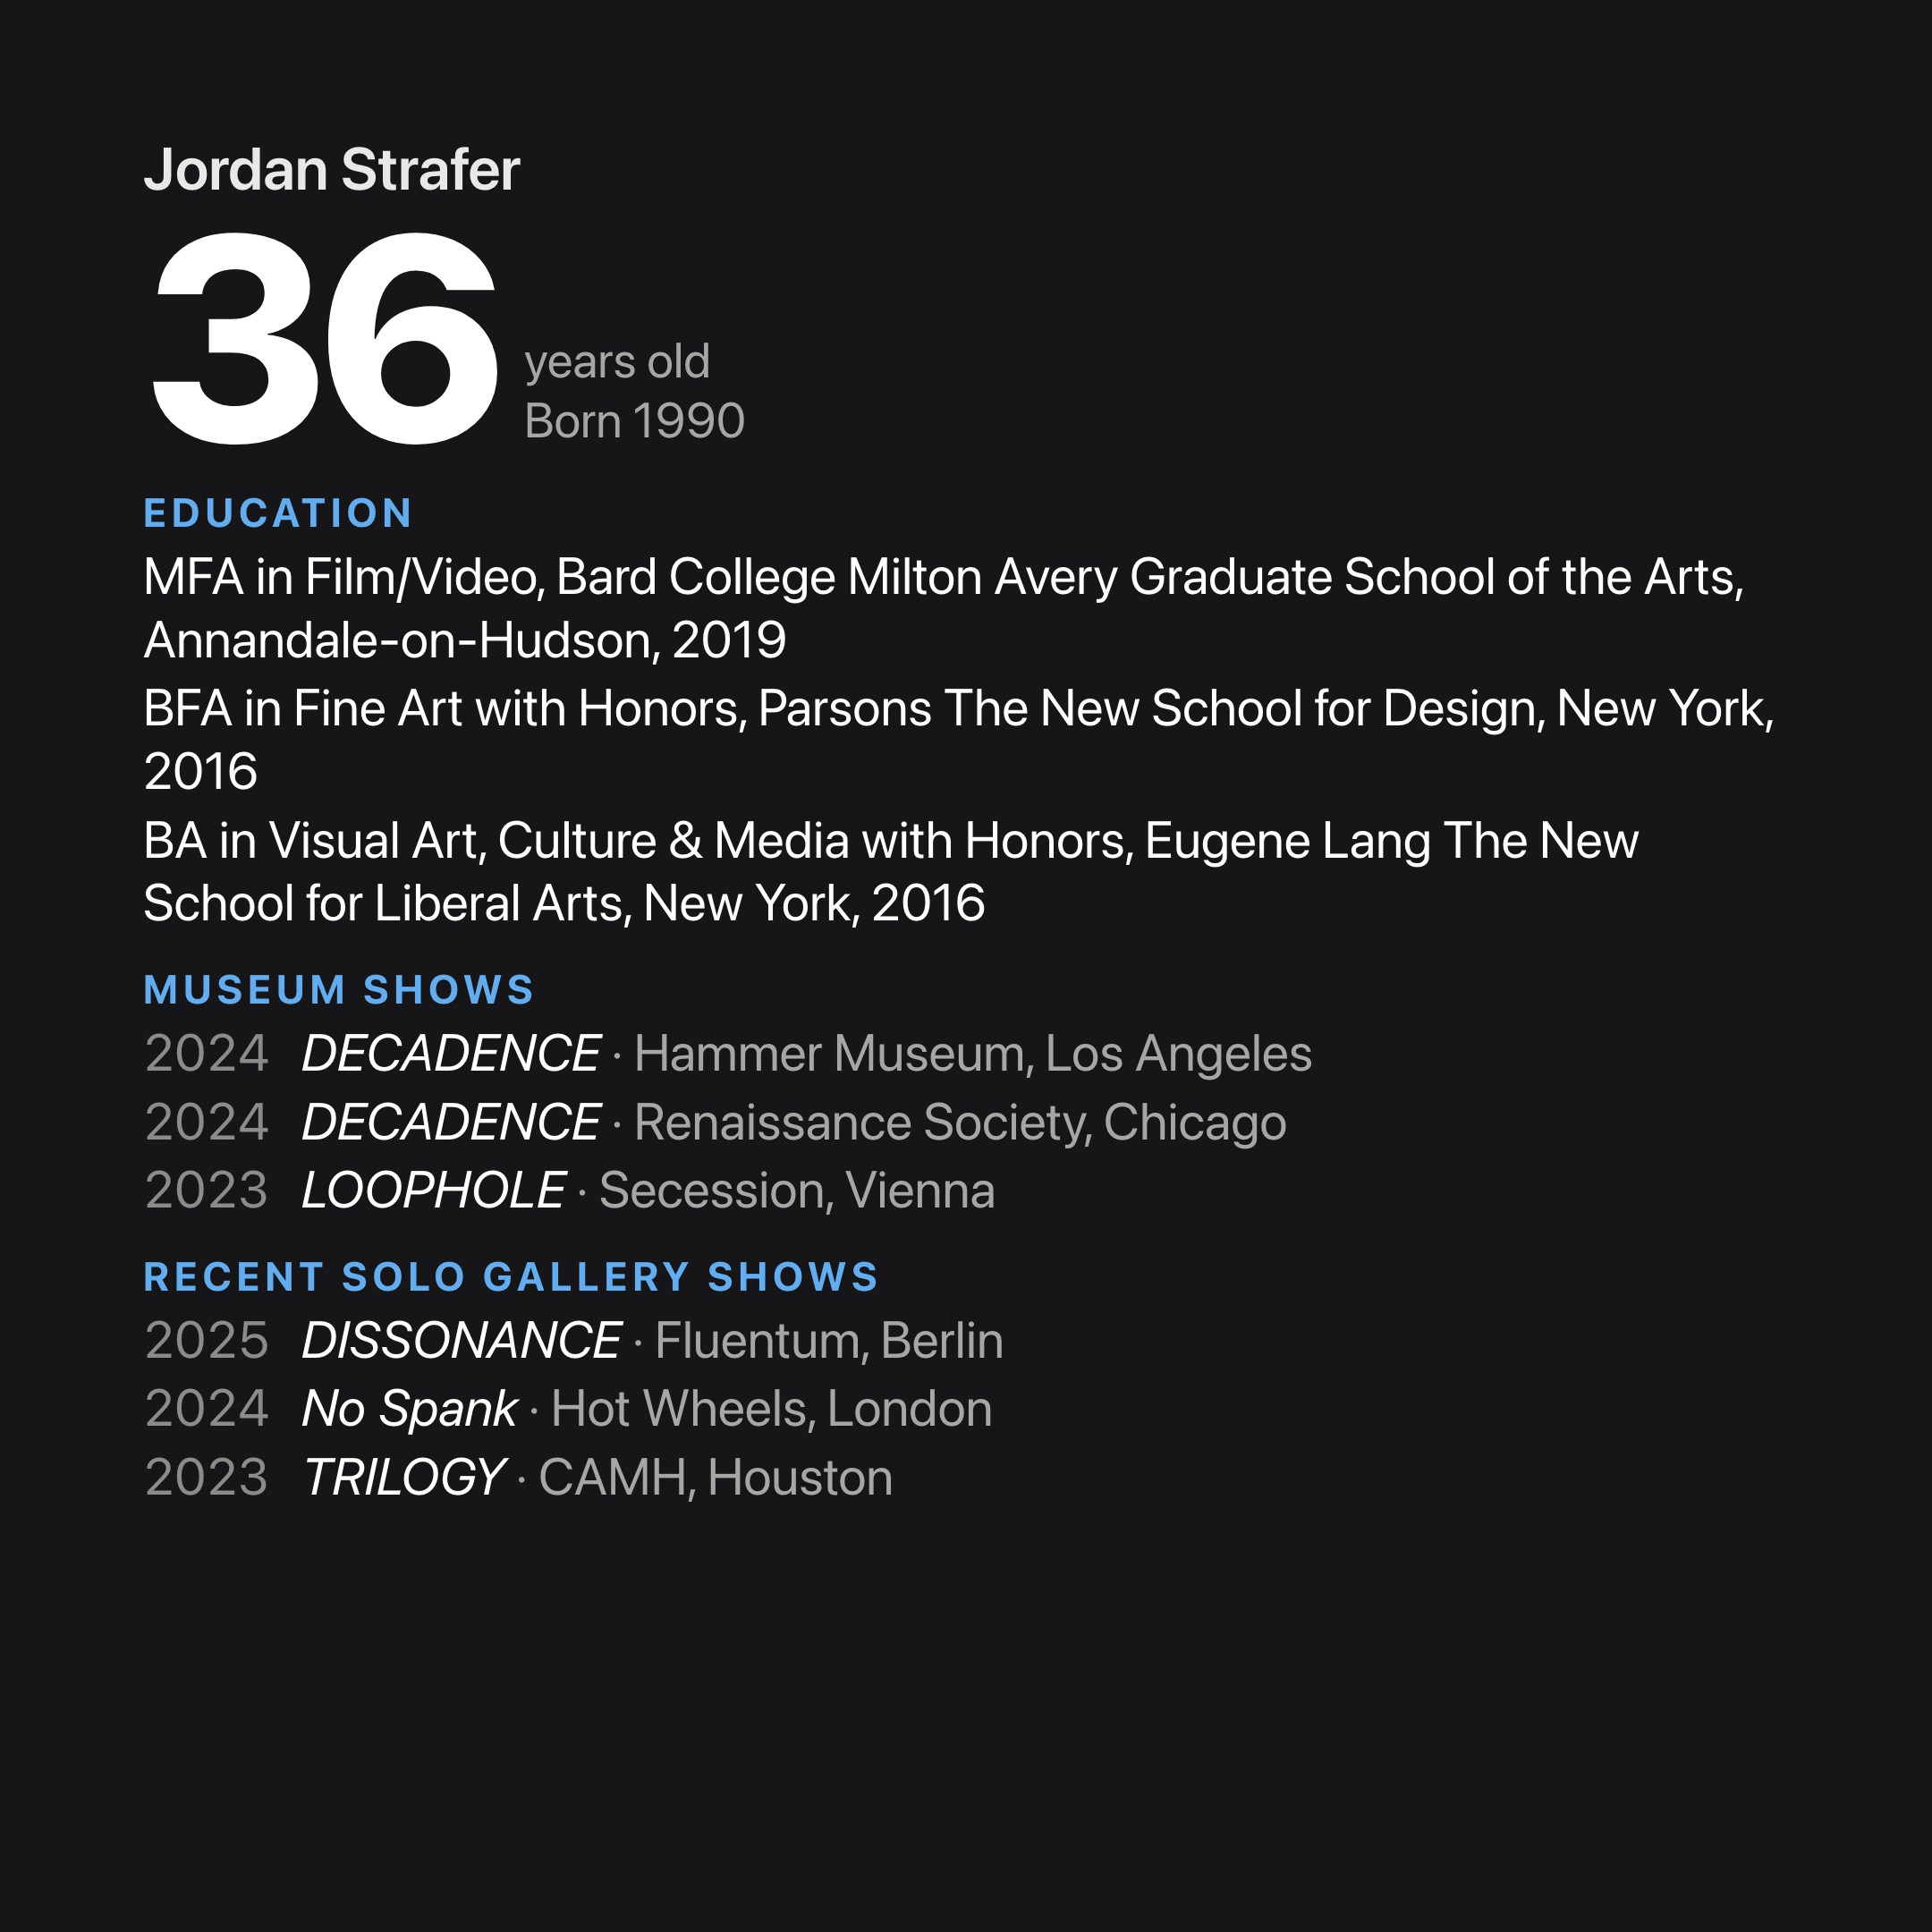 Jordan Strafer
36
years old
Born 1990
EDUCATION
MFA in Film/Video, Bard College Milton Avery Graduate School of the Arts,
Annandale-on-Hudson, 2019
BFA in Fine Art with Honors, Parsons The New School for Design, New York,
2016
BA in Visual Art, Culture & Media with Honors, Eugene Lang The New
School for Liberal Arts, New York, 2016
MUSEUM SHOWS
2024 DECADENCE · Hammer Museum, Los Angeles
2024 DECADENCE · Renaissance Society, Chicago
2023 LOOPHOLE · Secession, Vienna
RECENT SOLO GALLERY SHOWS
2025 DISSONANCE · Fluentum, Berlin
2024 No Spank · Hot Wheels, London
2023 TRILOGY · CAMH, Houston